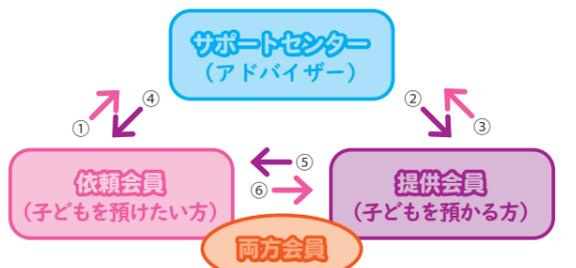 サポートセンター
（アドバイザー）
① ④ ② ③
依頼会員
（子どもを預けたい方）
⑤
⑥
提供会員
（子どもを預かる方）
両方会員